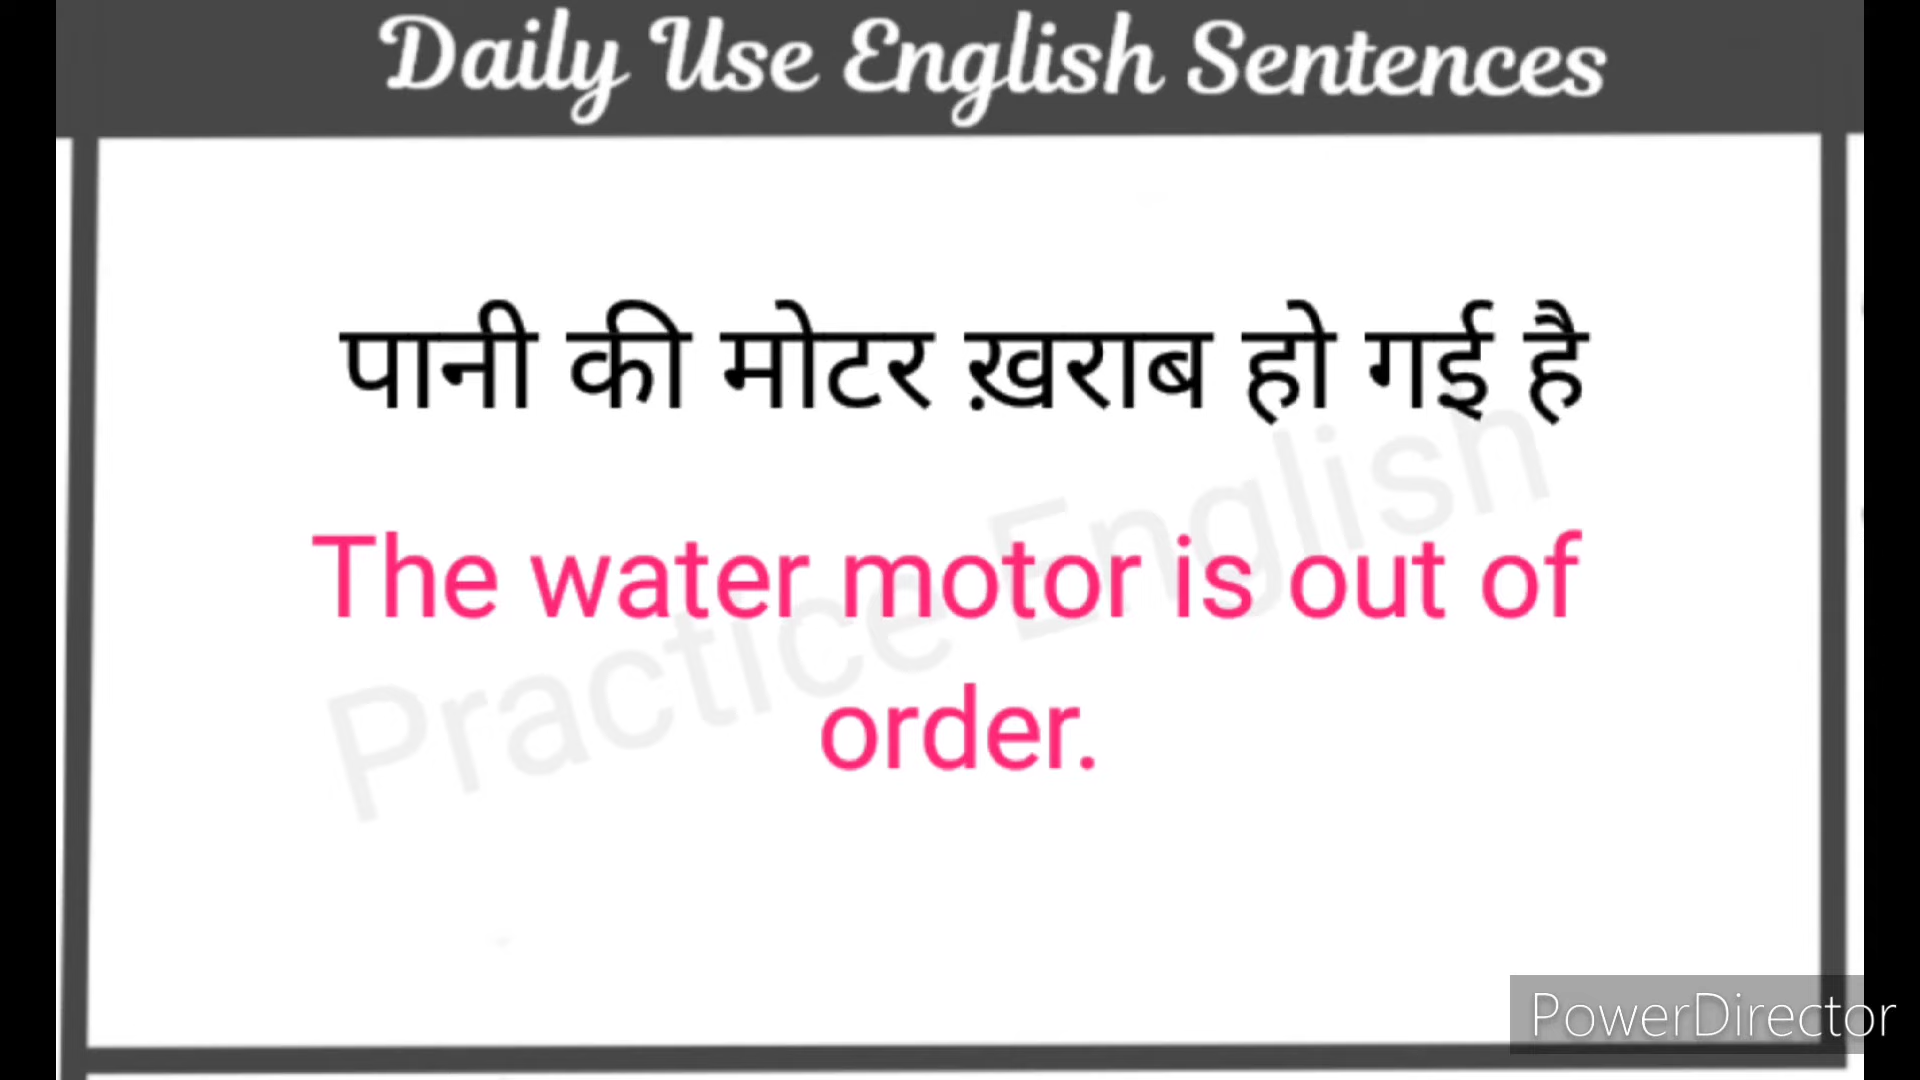 Daily Use English Sentences
पानी की मोटर ख़राब हो गई है
The water motor is out of
order.
Practice English
PowerDirector